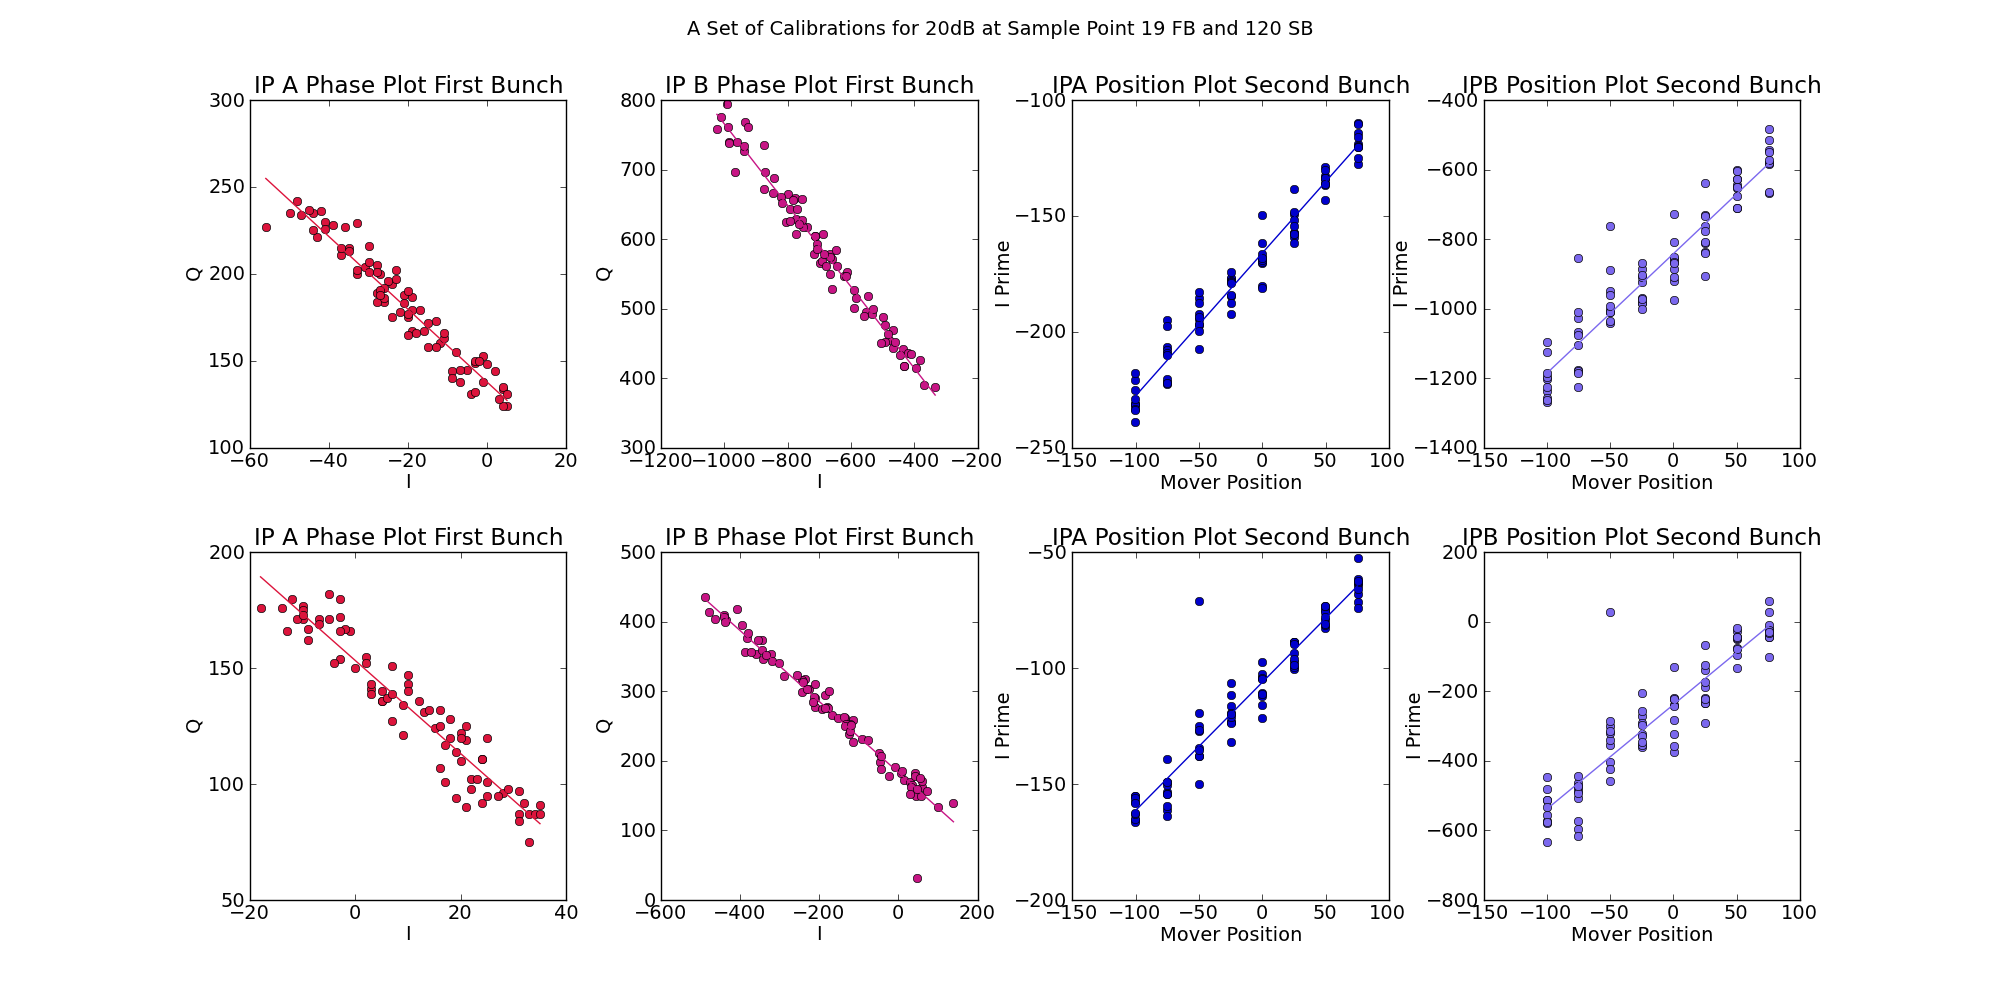 A Set of Calibrations for 20dB at Sample Point 19 FB and 120 SB
IP A Phase Plot First Bunch
300
250
200
150
100
Q
−60 −40 −20 0 20
I
IP B Phase Plot First Bunch
800
700
600
500
400
300
Q
−1200 −1000 −800 −600 −400 −200
I
IPA Position Plot Second Bunch
−100
−150
−200
−250
I Prime
−150 −100 −50 0 50 100
Mover Position
IPB Position Plot Second Bunch
−400
−600
−800
−1000
−1200
−1400
I Prime
−150 −100 −50 0 50 100
Mover Position
IP A Phase Plot First Bunch
200
150
100
50
Q
−20 0 20 40
I
IP B Phase Plot First Bunch
500
400
300
200
100
0
Q
−600 −400 −200 0 200
I
IPA Position Plot Second Bunch
−50
−100
−150
−200
I Prime
−150 −100 −50 0 50 100
Mover Position
IPB Position Plot Second Bunch
200
0
−200
−400
−600
−800
I Prime
−150 −100 −50 0 50 100
Mover Position